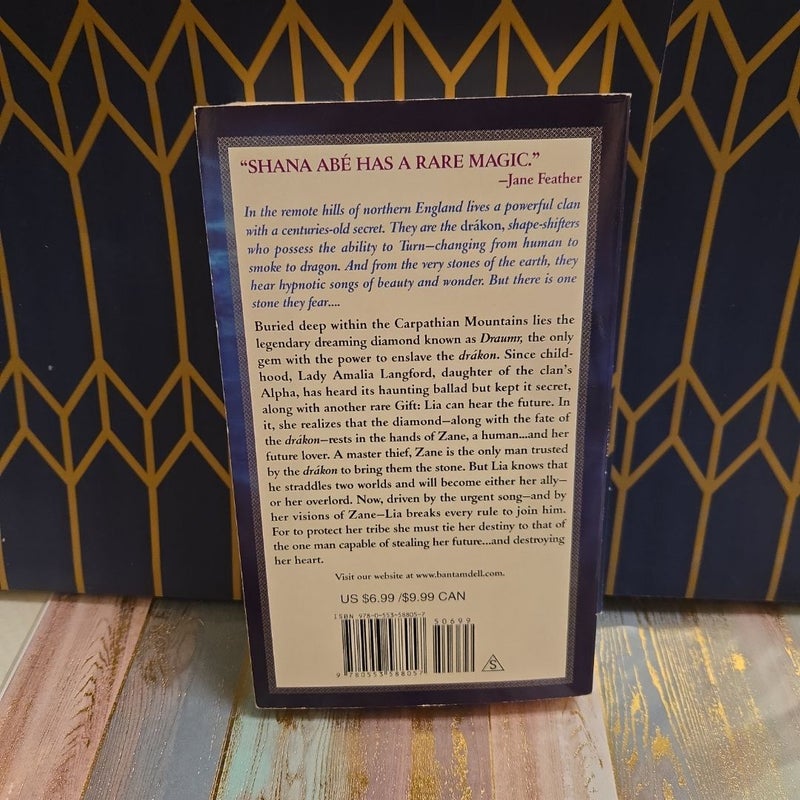 “SHANA ABÉ HAS A RARE MAGIC.”
—Jane Feather
In the remote hills of northern England lives a powerful clan
with a centuries-old secret. They are the drákon, shape-shifters
who possess the ability to Turn—changing from human to
smoke to dragon. And from the very stones of the earth, they
hear hypnotic songs of beauty and wonder. But there is one
stone they fear....
Buried deep within the Carpathian Mountains lies the
legendary dreaming diamond known as Draumr, the only
gem with the power to enslave the drákon. Since child-
hood, Lady Amalia Langford, daughter of the clan’s
Alpha, has heard its haunting ballad but kept it secret,
along with another rare Gift: Lia can hear the future. In
it, she realizes that the diamond—along with the fate of
the drákon—rests in the hands of Zane, a human...and her
future lover. A master thief, Zane is the only man trusted
by the drákon to bring them the stone. But Lia knows that
he straddles two worlds and will become either her ally—
or her overlord. Now, driven by the urgent song—and by
her visions of Zane—Lia breaks every rule to join him.
For to protect her tribe she must tie her destiny to that of
the one man capable of stealing her future...and destroying
her heart.
Visit our website at www.bantamdell.com.
US $6.99 /$9.99 CAN
ISBN 978-0-553-58805-7
50699
9 780553 588057
S